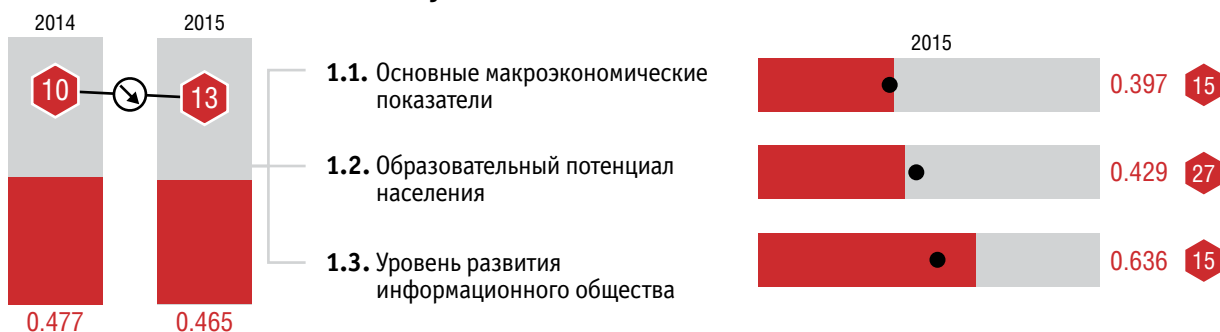 2014
2015
10
13
0.477
0.465
1.1. Основные макроэкономические
показатели
1.2. Образовательный потенциал
населения
1.3. Уровень развития
информационного общества
2015
0.397
15
0.429
27
0.636
15